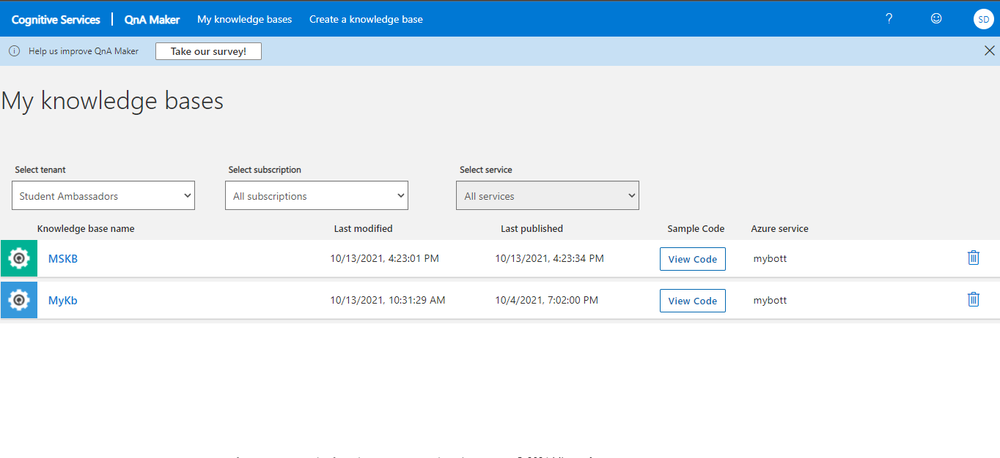 Cognitive Services | QnA Maker My knowledge bases Create a knowledge base ? SD
Help us improve QnA Maker Take our survey!
My knowledge bases
Select tenant Select subscription Select service
Student Ambassadors All subscriptions All services
Knowledge base name Last modified Last published Sample Code Azure service
MSKB 10/13/2021, 4:23:01 PM 10/13/2021, 4:23:34 PM View Code mybott
MyKb 10/13/2021, 10:31:29 AM 10/4/2021, 7:02:00 PM View Code mybott